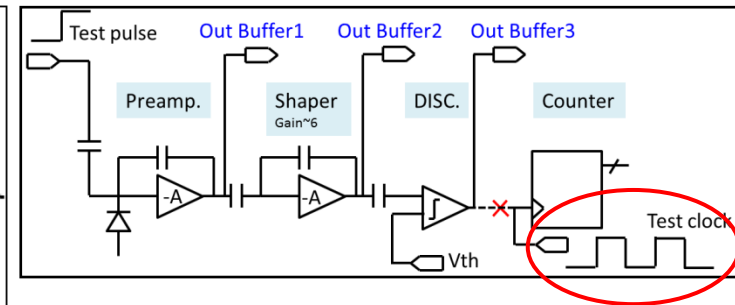 Test pulse
Out Buffer1
Out Buffer2
Out Buffer3
Preamp.
Shaper
Gain~6
DISC.
Counter
-A
-A
Test clock
Vth